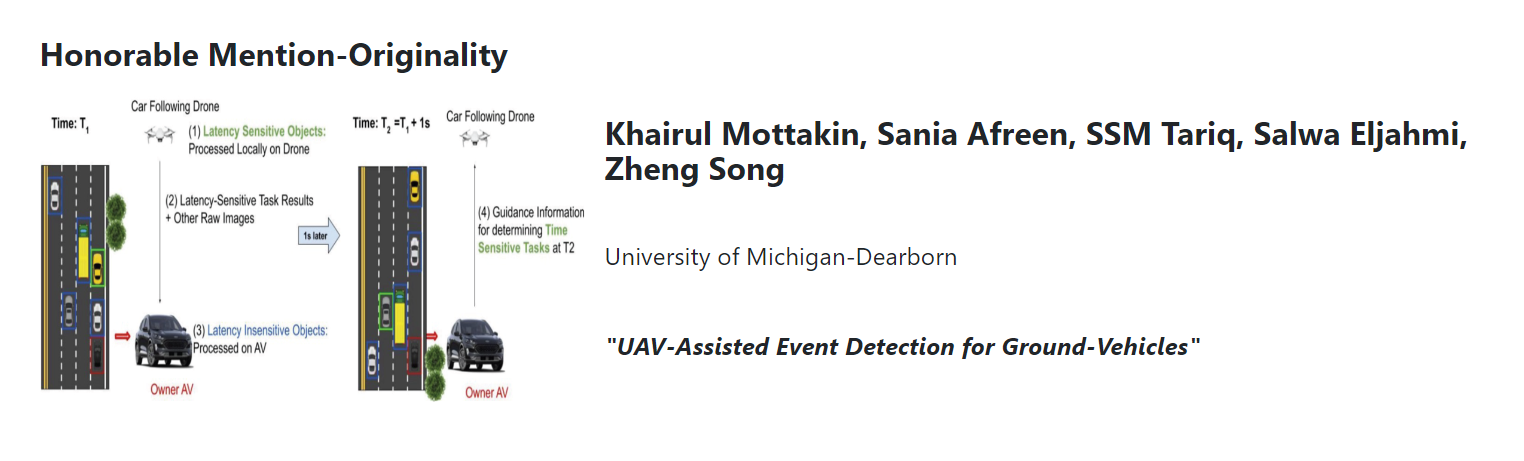 Honorable Mention-Originality
Car Following Drone
Time: T1
(1) Latency Sensitive Objects:
Processed Locally on Drone
(2) Latency-Sensitive Task Results
+ Other Raw Images
(3) Latency Insensitive Objects:
Processed on AV
Owner AV
1s later
Time: T2 =T1 + 1s
Car Following Drone
(4) Guidance Information
for determining Time
Sensitive Tasks at T2
Owner AV
Khairul Mottakin, Sania Afreen, SSM Tariq, Salwa Eljahmi,
Zheng Song
University of Michigan-Dearborn
"UAV-Assisted Event Detection for Ground-Vehicles"